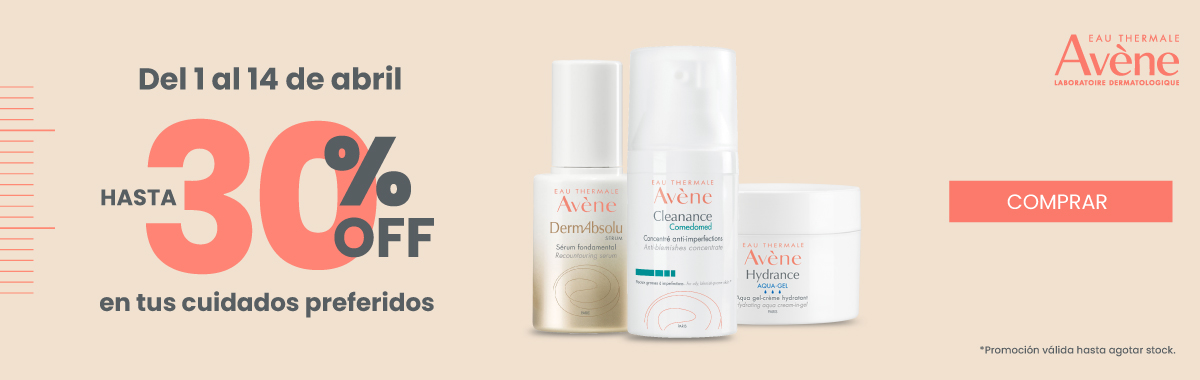 Del 1 al 14 de abril
HASTA 30% OFF
en tus cuidados preferidos
EAU THERMALE
Avène
DermAbsolu
SERUM
Sérum fondamental
Recontouring serum
PARIS
EAU THERMALE
Avène
Cleanance
Comedomed
Concentré anti-imperfections
Anti-blemishes concentrate
PARIS
EAU THERMALE
Avène
Hydrance
AQUA-GEL
Aqua gel-crème hydratant
Hydrating aqua cream-in-gel
PARIS
EAU THERMALE
Avène
LABORATOIRE DERMATOLOGIQUE
COMPRAR
*Promoción válida hasta agotar stock.